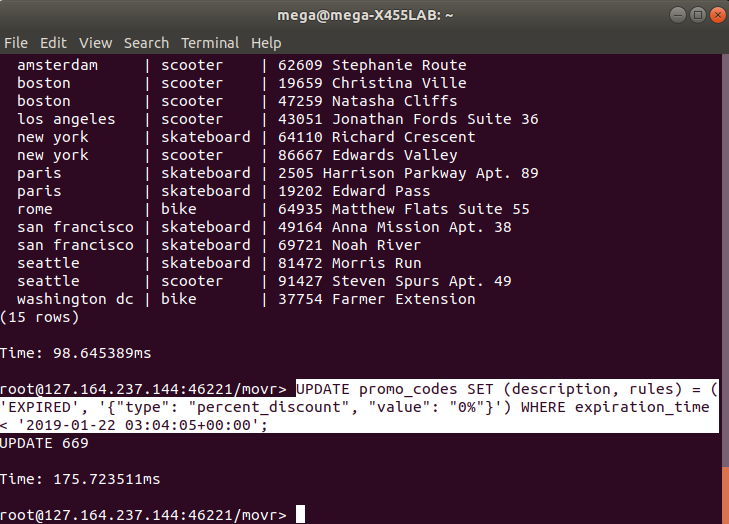 mega@mega-X455LAB: ~
File Edit View Search Terminal Help
amsterdam | scooter | 62609 Stephanie Route
boston | scooter | 19659 Christina Ville
boston | scooter | 47259 Natasha Cliffs
los angeles | scooter | 43051 Jonathan Fords Suite 36
new york | skateboard | 64110 Richard Crescent
new york | scooter | 86667 Edwards Valley
paris | skateboard | 2505 Harrison Parkway Apt. 89
paris | skateboard | 19202 Edward Pass
rome | bike | 64935 Matthew Flats Suite 55
san francisco | skateboard | 49164 Anna Mission Apt. 38
san francisco | skateboard | 69721 Noah River
seattle | skateboard | 81472 Morris Run
seattle | scooter | 91427 Steven Spurs Apt. 49
washington dc | bike | 37754 Farmer Extension
(15 rows)
Time: 98.645389ms
root@127.164.237.144:46221/movr> UPDATE promo_codes SET (description, rules) = (
'EXPIRED', '{"type": "percent_discount", "value": "0%"}') WHERE expiration_time
< '2019-01-22 03:04:05+00:00';
UPDATE 669
Time: 175.723511ms
root@127.164.237.144:46221/movr>